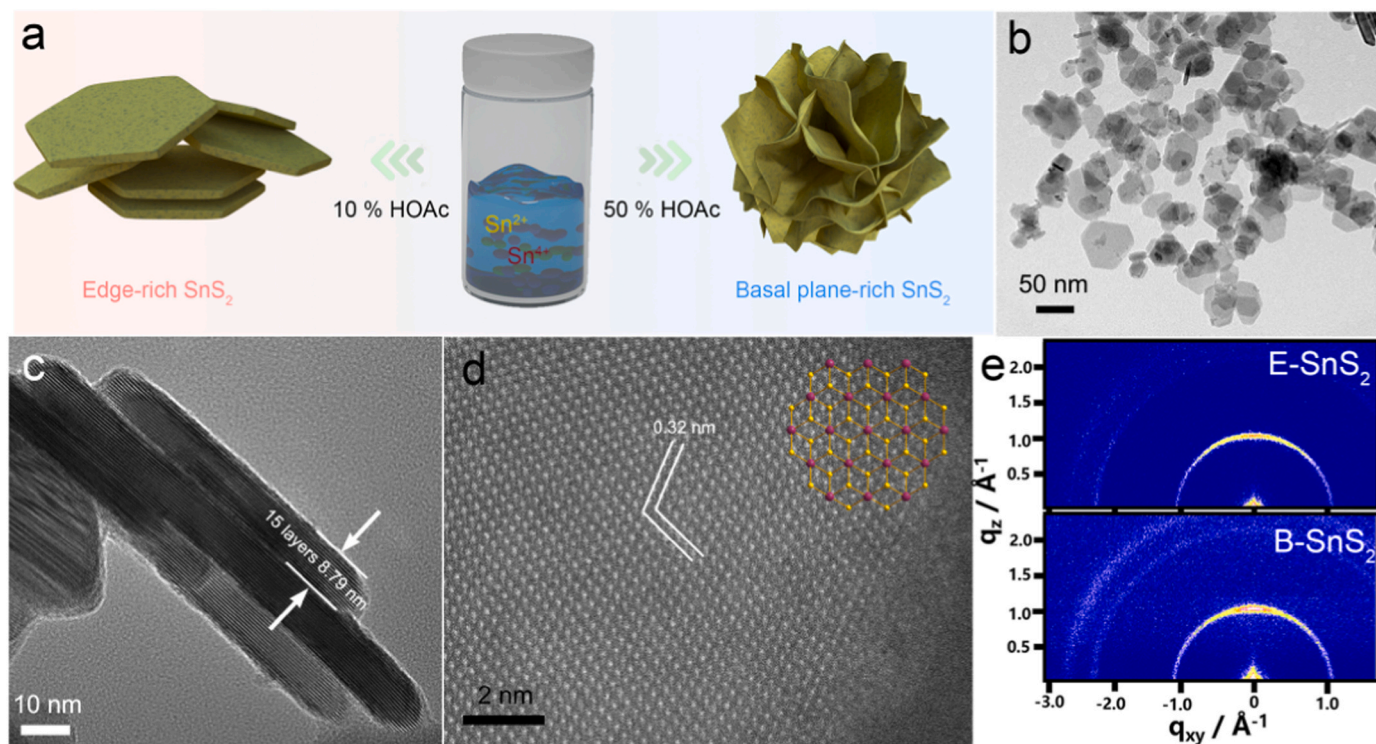 a
10 % HOAc
50 % HOAc
Sn²⁺
Sn⁴⁺
Edge-rich SnS₂
Basal plane-rich SnS₂
b
50 nm
c
15 layers 8.79 nm
10 nm
d
0.32 nm
2 nm
e
E-SnS₂
2.0
1.5
1.0
0.5
B-SnS₂
2.0
1.5
1.0
0.5
qz / Å⁻¹
-3.0
-2.0
-1.0
0
1.0
qxy / Å⁻¹